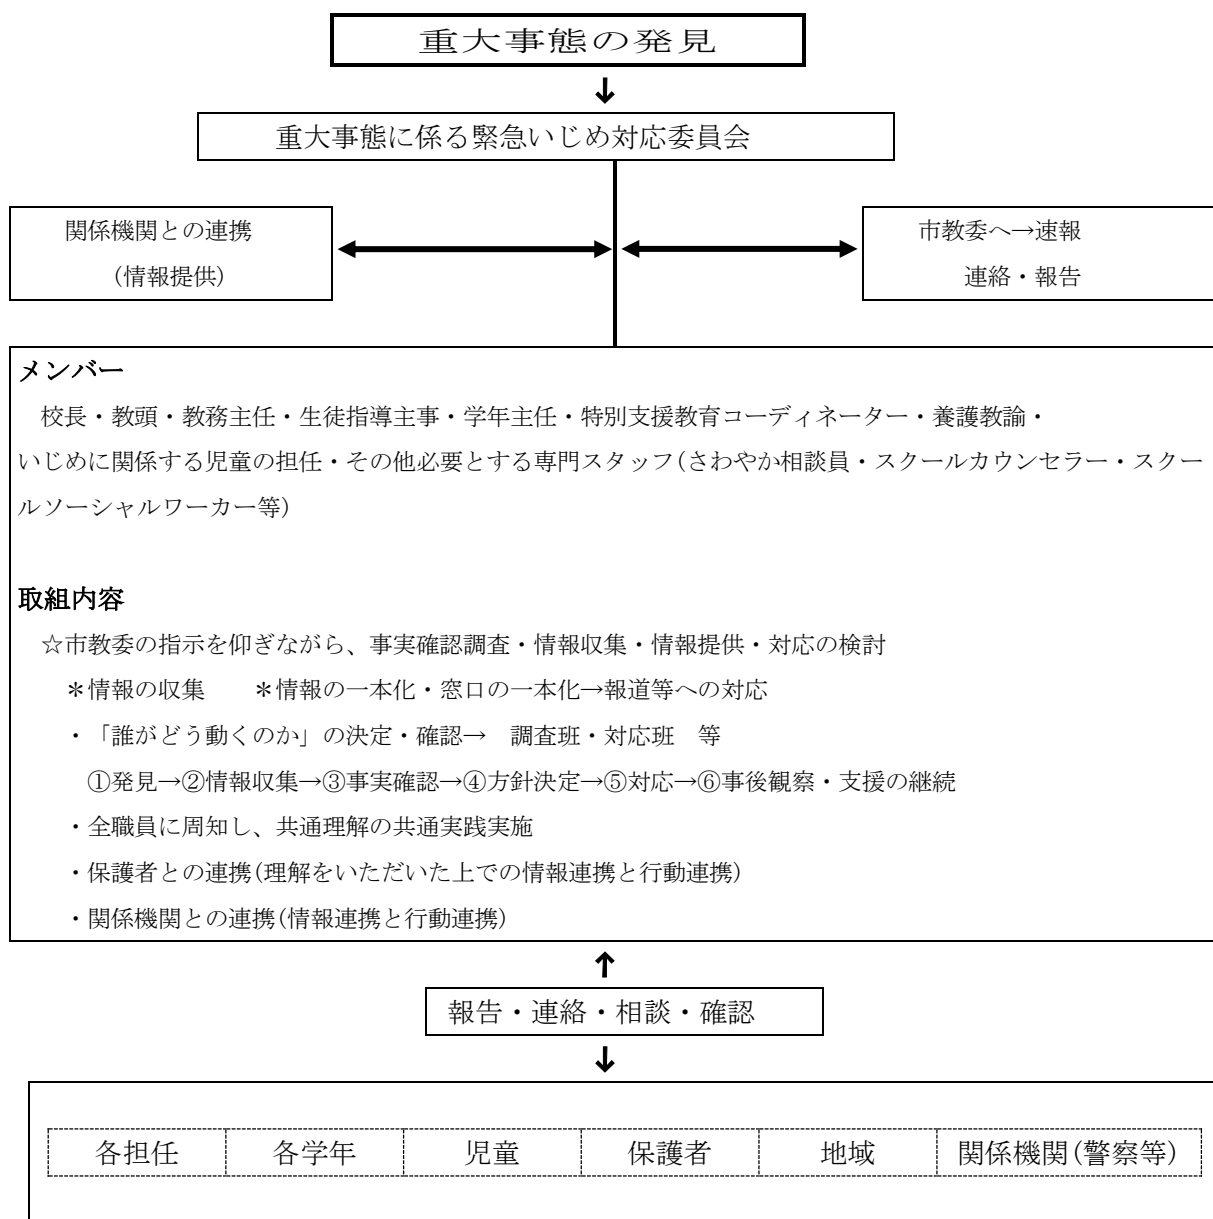 重大事態の発見
↓
重大事態に係る緊急いじめ対応委員会
関係機関との連携
(情報提供)
市教委へ→速報
連絡・報告
メンバー
校長・教頭・教務主任・生徒指導主事・学年主任・特別支援教育コーディネーター・養護教諭・
いじめに関係する児童の担任・その他必要とする専門スタッフ(さわやか相談員・スクールカウンセラー・スクー
ルソーシャルワーカー等)
取組内容
☆市教委の指示を仰ぎながら、事実確認調査・情報収集・情報提供・対応の検討
＊情報の収集　　＊情報の一本化・窓口の一本化→報道等への対応
・「誰がどう動くのか」の決定・確認→　調査班・対応班　等
①発見→②情報収集→③事実確認→④方針決定→⑤対応→⑥事後観察・支援の継続
・全職員に周知し、共通理解の共通実践実施
・保護者との連携(理解をいただいた上での情報連携と行動連携)
・関係機関との連携(情報連携と行動連携)
↑
報告・連絡・相談・確認
↓
各担任　各学年　児童　保護者　地域　関係機関(警察等)